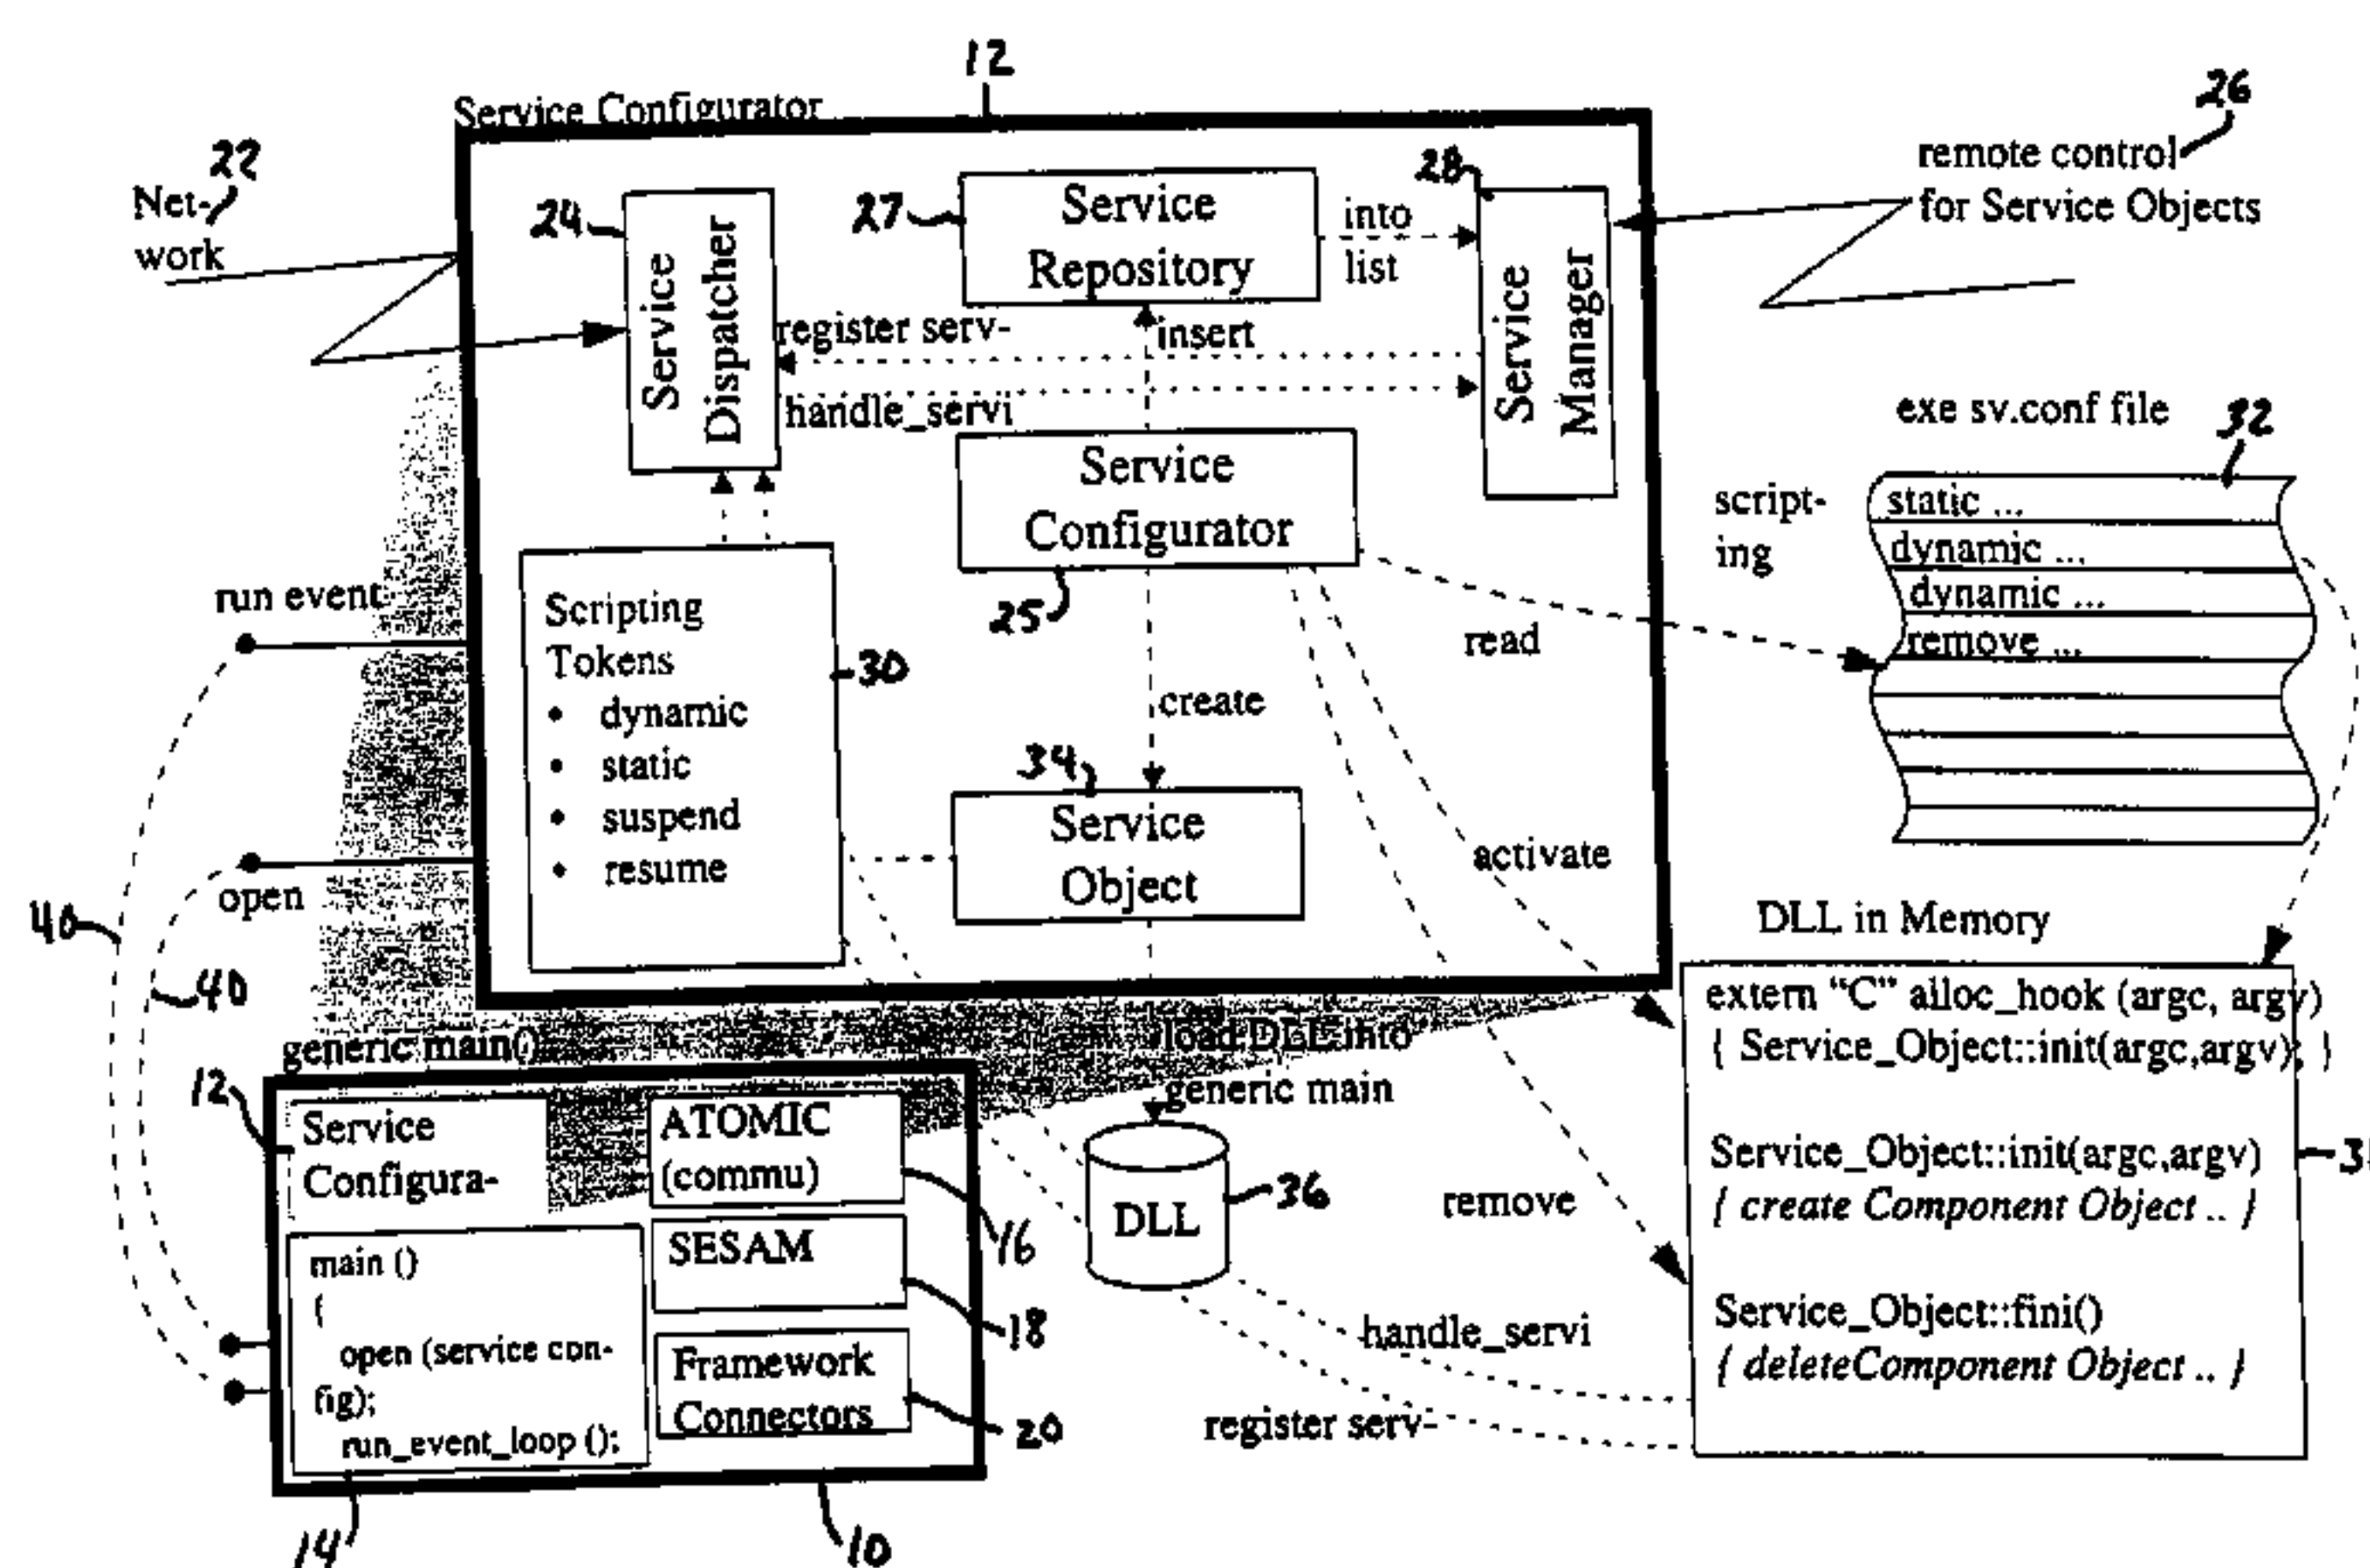 12
Service Configurator
26
remote control
for Service Objects
22
Net-
work
24
Service
Dispatcher
27
Service
Repository
into
list
28
Service
Manager
register serv-
insert
handle_servi
exe sv.conf file
32
Service
Configurator
25
script-
ing
static ...
dynamic ...
dynamic ...
remove ...
run event
Scripting
Tokens
• dynamic
• static
• suspend
• resume
30
read
create
34
Service
Object
activate
open
40
40
DLL in Memory
extern "C" alloc_hook (argc, argv)
{ Service_Object::init(argc,argv); }
Service_Object::init(argc,argv)
{ create Component Object .. }
Service_Object::fini()
{ deleteComponent Object .. }
generic main()
load DLL into
generic main
12
Service
Configura-
ATOMIC
(commu)
16
SESAM
18
Framework
Connectors
20
main ()
{
open (service con-
fig);
run_event_loop ();
14
10
DLL
36
remove
handle_servi
register serv-